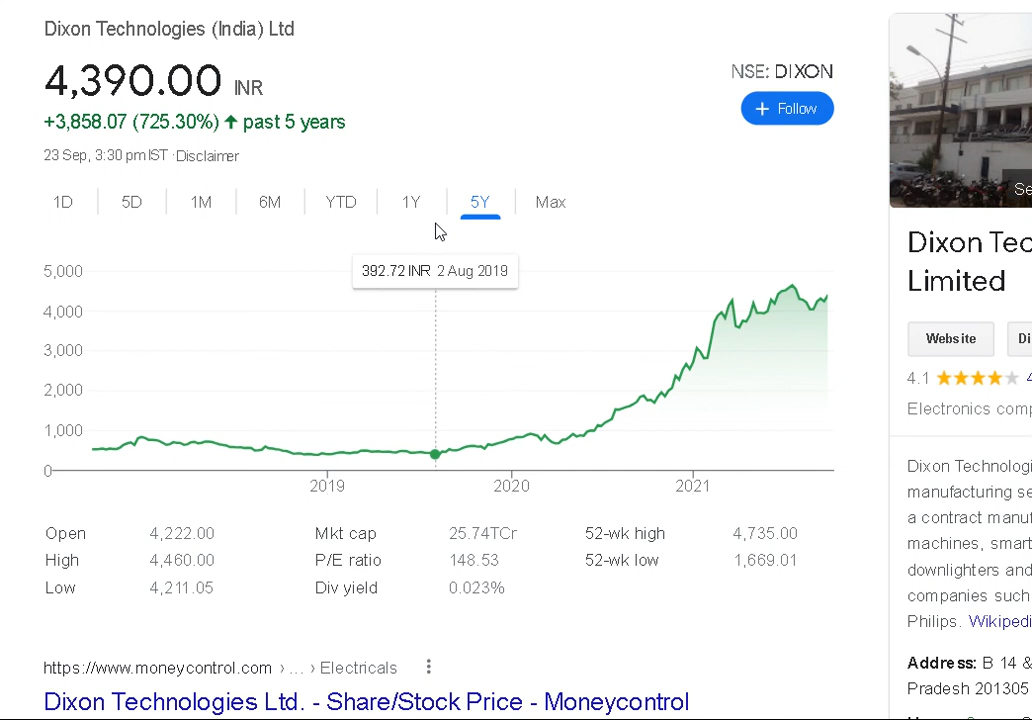 Dixon Technologies (India) Ltd
4,390.00 INR
+3,858.07 (725.30%) ↑ past 5 years
23 Sep, 3:30 pm IST · Disclaimer
NSE: DIXON
+ Follow
1D 5D 1M 6M YTD 1Y 5Y Max
392.72 INR 2 Aug 2019
5,000
4,000
3,000
2,000
1,000
0
2019 2020 2021
Open 4,222.00 Mkt cap 25.74TCr 52-wk high 4,735.00
High 4,460.00 P/E ratio 148.53 52-wk low 1,669.01
Low 4,211.05 Div yield 0.023%
https://www.moneycontrol.com › ... › Electricals
Dixon Technologies Ltd. - Share/Stock Price - Moneycontrol
Se
Dixon Tec
Limited
Website Di
4.1
Electronics comp
Dixon Technologi
manufacturing se
a contract manuf
machines, smart
downlighters and
companies such
Philips. Wikipedi
Address: B 14 &
Pradesh 201305